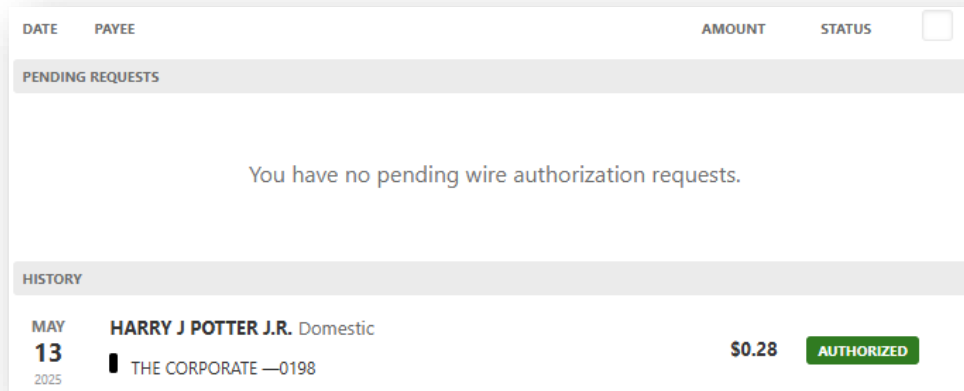 DATE PAYEE AMOUNT STATUS
PENDING REQUESTS
You have no pending wire authorization requests.
HISTORY
MAY
13
2025
HARRY J POTTER J.R. Domestic
THE CORPORATE —0198
$0.28
AUTHORIZED